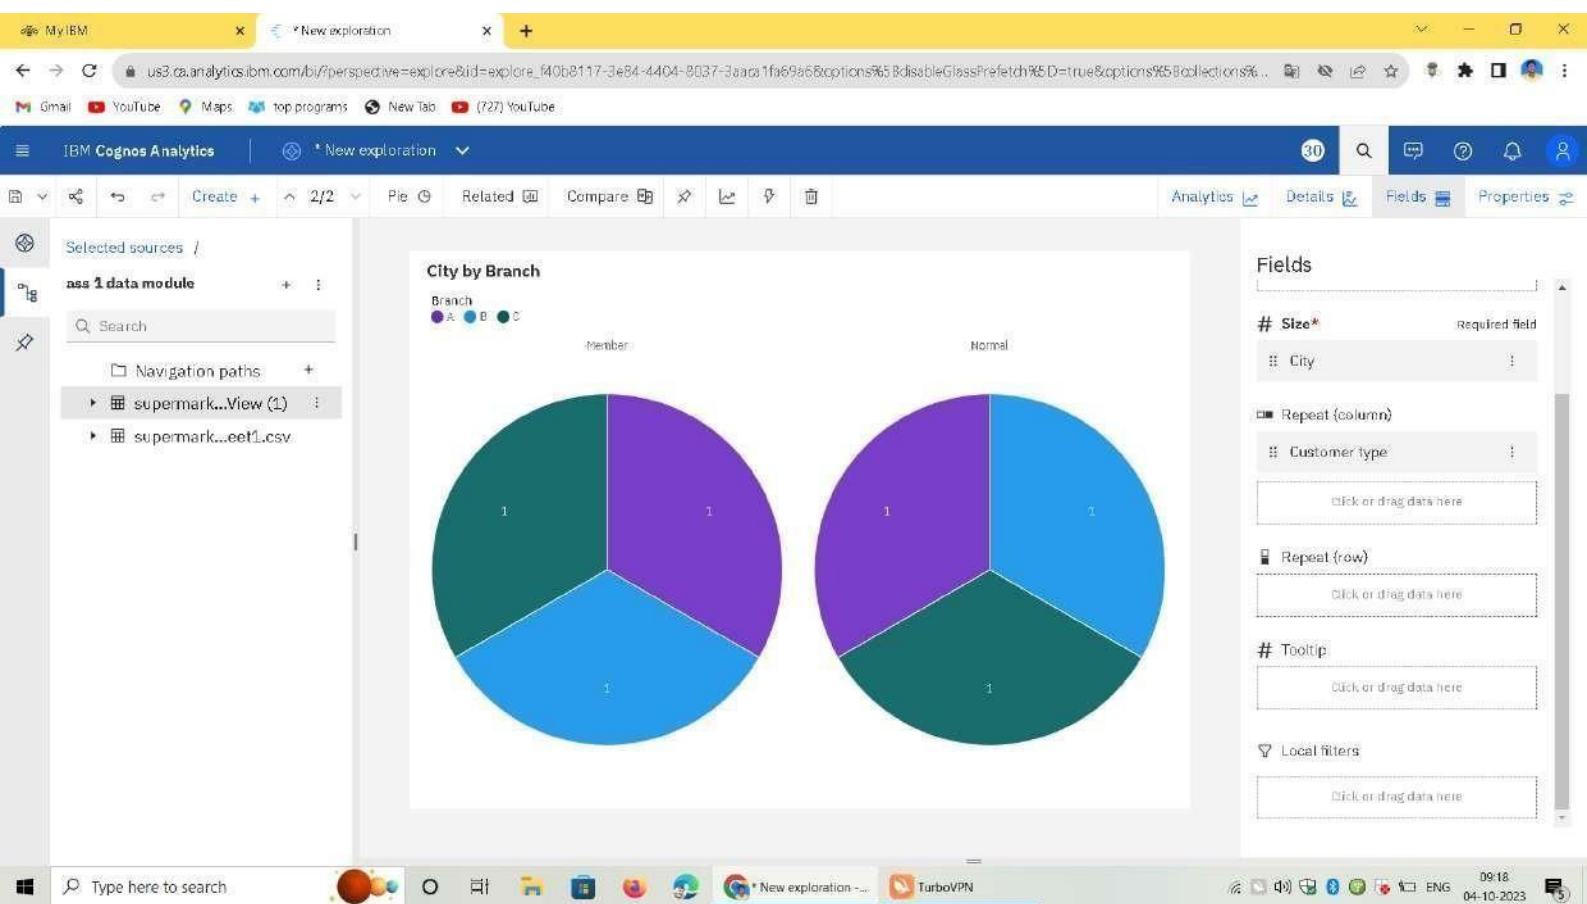 MyIBM
* New exploration
us3.ca.analytics.ibm.com/bi/?perspective=explore&id=explore_f40b8117-3e84-4404-8037-3aaca1fa69a6&options%5BdisableGlassPrefetch%5D=true&options%5Bcollections%...
Gmail YouTube Maps top programs New Tab (727) YouTube
IBM Cognos Analytics * New exploration 30
Create + 2/2 Pie Related Compare Analytics Details Fields Properties
Selected sources /
ass 1 data module
Search
Navigation paths +
supermark...View (1)
supermark...eet1.csv
City by Branch
Branch
A B C
Member Normal
1 1 1 1
1 1
Fields
# Size* Required field
City
Repeat (column)
Customer type
Click or drag data here
Repeat (row)
Click or drag data here
# Tooltip
Click or drag data here
Local filters
Click or drag data here
Type here to search
* New exploration -...
TurboVPN
ENG
09:18
04-10-2023
5